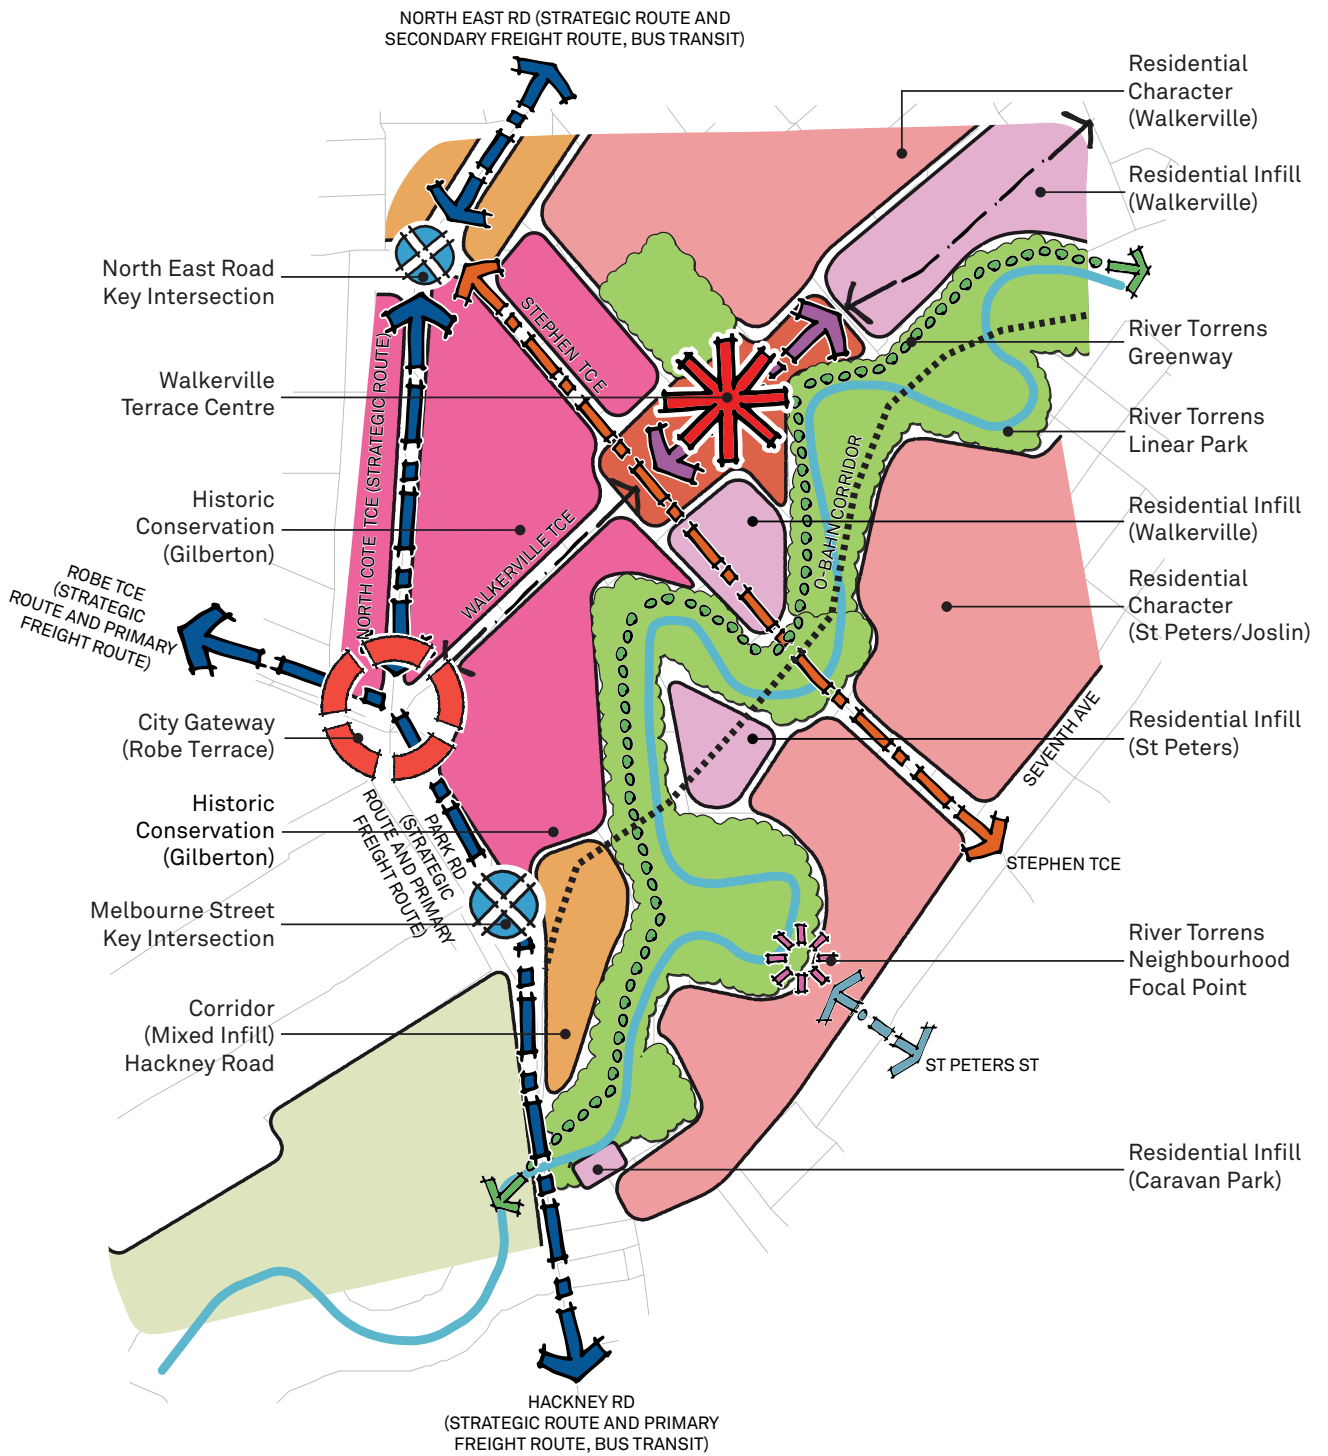 NORTH EAST RD (STRATEGIC ROUTE AND
SECONDARY FREIGHT ROUTE, BUS TRANSIT)
Residential
Character
(Walkerville)
Residential Infill
(Walkerville)
North East Road
Key Intersection
River Torrens
Greenway
Walkerville
Terrace Centre
River Torrens
Linear Park
Historic
Conservation
(Gilberton)
Residential Infill
(Walkerville)
Residential
Character
(St Peters/Joslin)
STEPHEN TCE
NORTH COTE TCE (STRATEGIC ROUTE)
WALKERVILLE TCE
O-BAHN CORRIDOR
ROBE TCE
(STRATEGIC
ROUTE AND PRIMARY
FREIGHT ROUTE)
City Gateway
(Robe Terrace)
Residential Infill
(St Peters)
SEVENTH AVE
Historic
Conservation
(Gilberton)
PARK RD
(STRATEGIC
ROUTE AND PRIMARY
FREIGHT ROUTE)
STEPHEN TCE
Melbourne Street
Key Intersection
River Torrens
Neighbourhood
Focal Point
Corridor
(Mixed Infill)
Hackney Road
ST PETERS ST
Residential Infill
(Caravan Park)
HACKNEY RD
(STRATEGIC ROUTE AND PRIMARY
FREIGHT ROUTE, BUS TRANSIT)